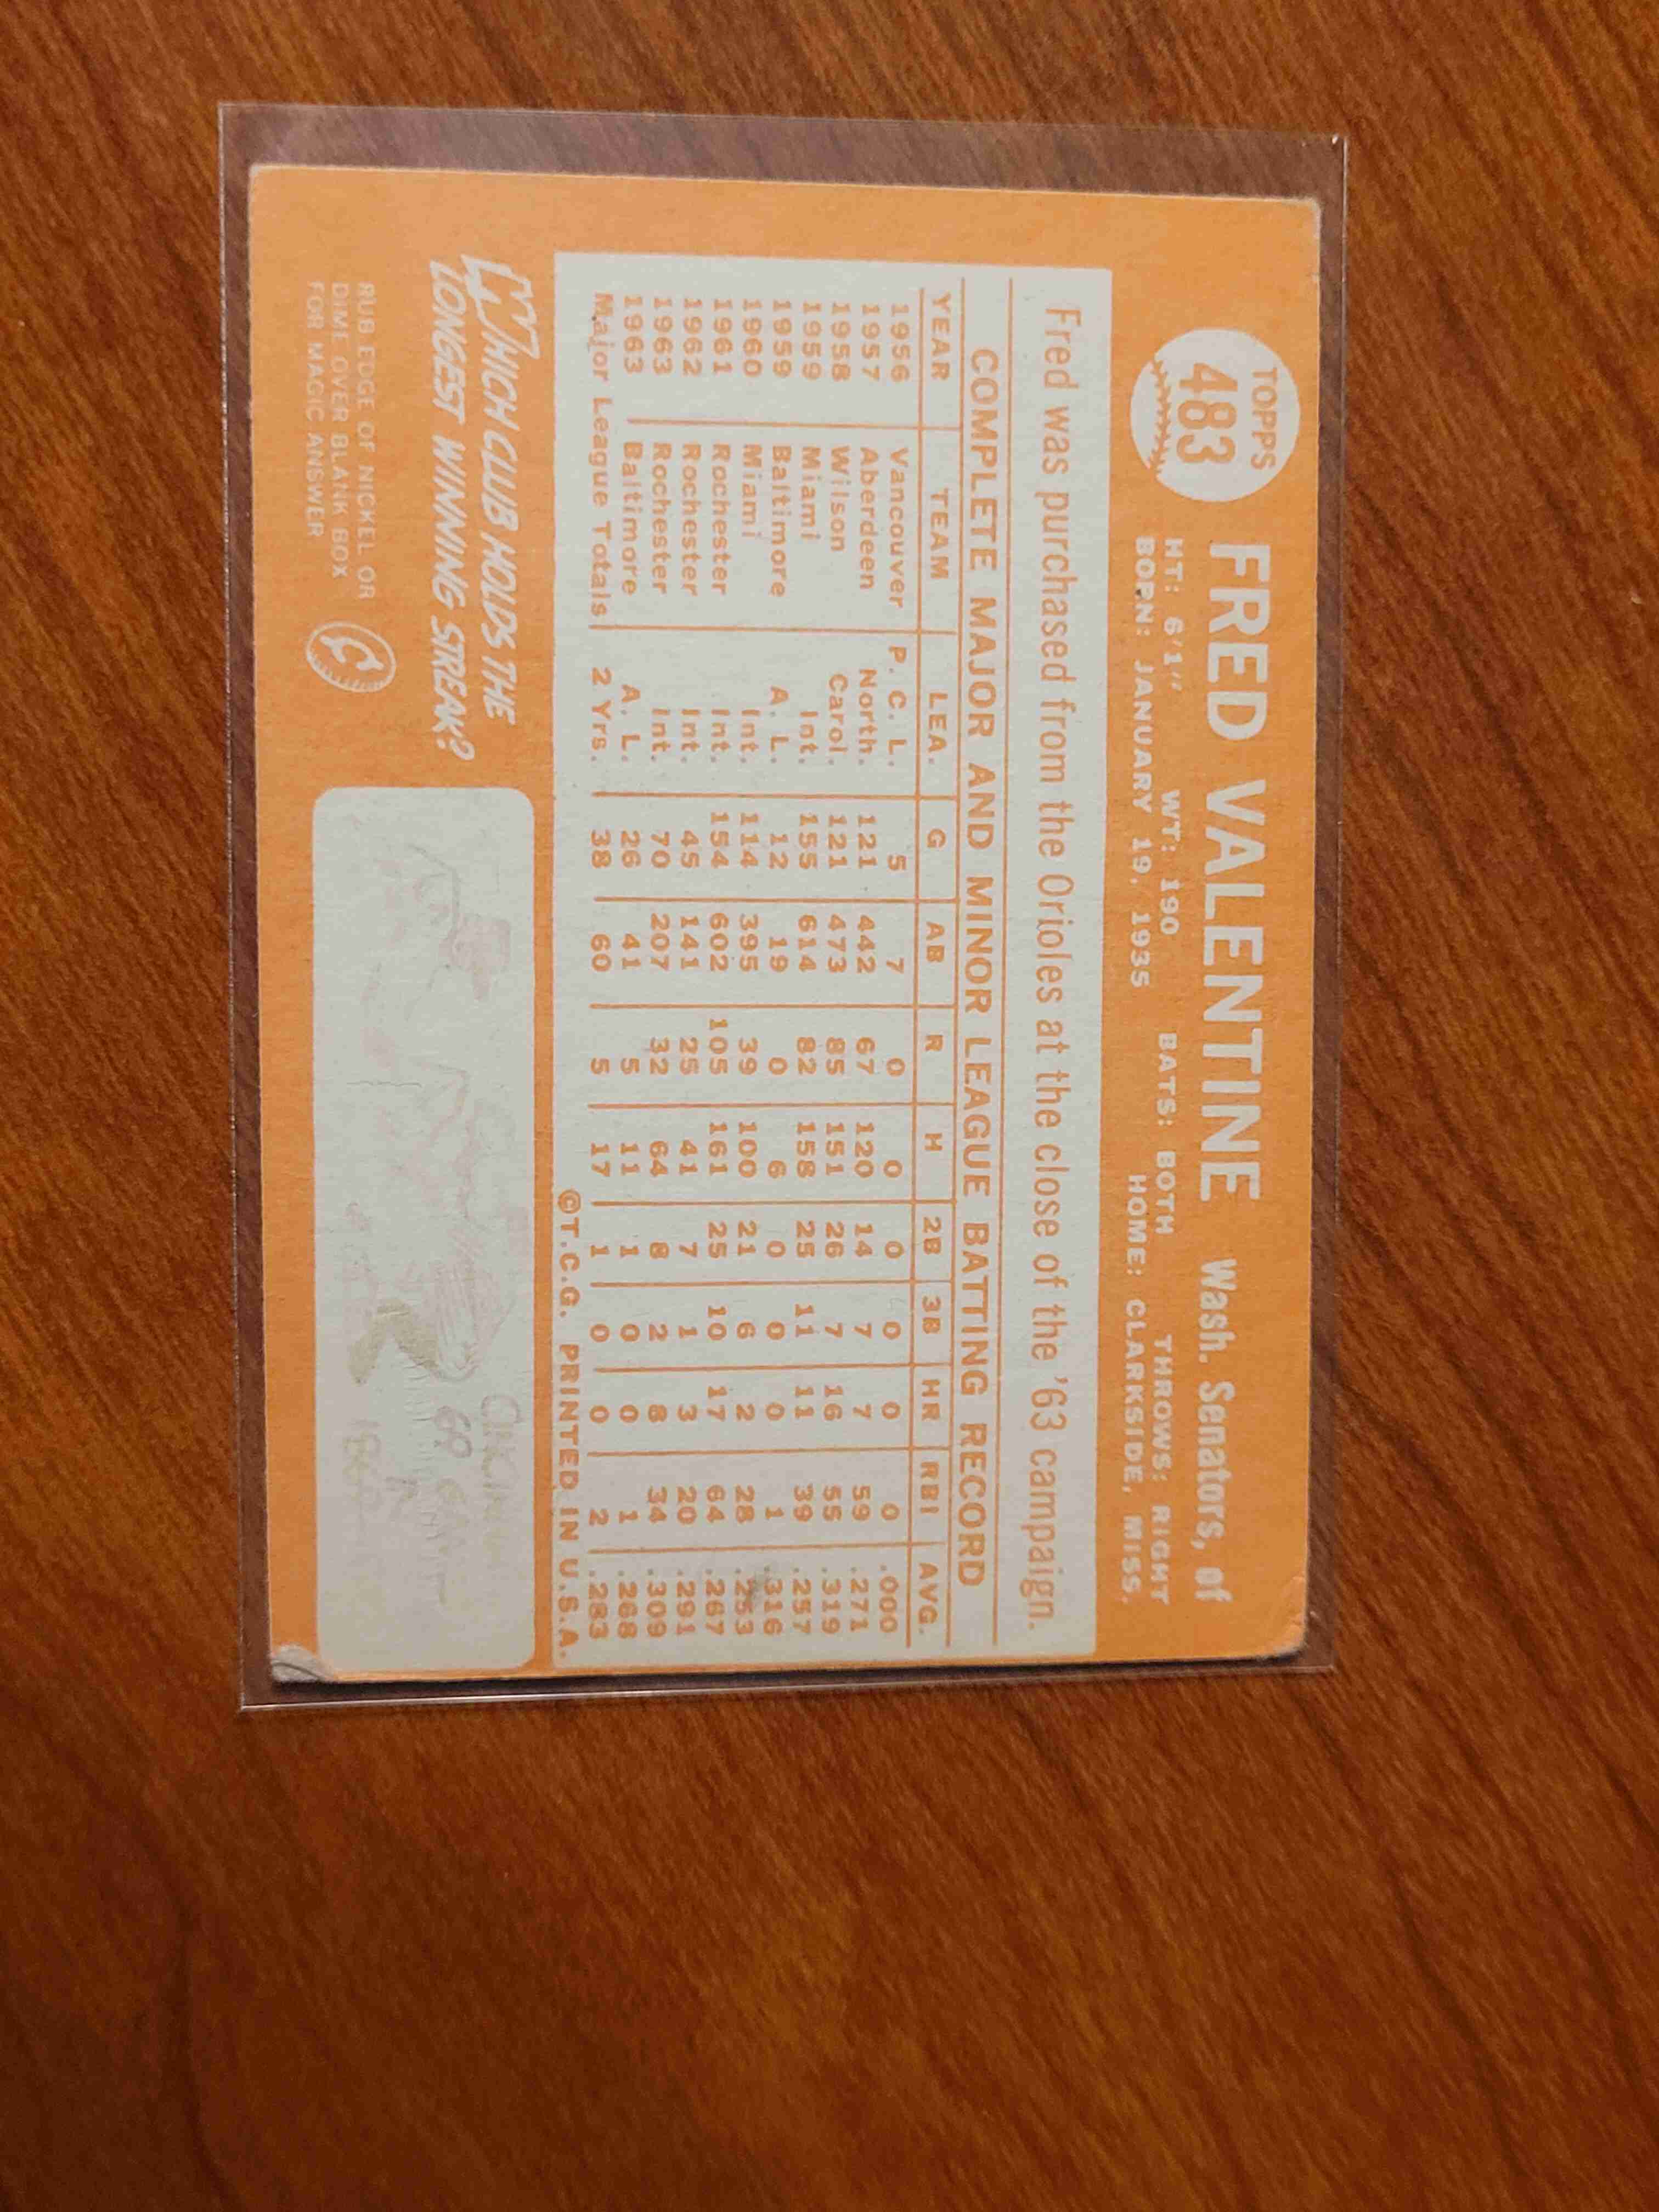 TOPPS
483
FRED VALENTINE Wash. Senators, of
HT: 6'1" WT: 190 BATS: BOTH THROWS: RIGHT
BORN: JANUARY 19, 1935 HOME: CLARKSIDE, MISS.
Fred was purchased from the Orioles at the close of the '63 campaign.
COMPLETE MAJOR AND MINOR LEAGUE BATTING RECORD
YEAR TEAM LEA. G AB R H 2B 3B HR RBI AVG.
1956 Vancouver P. C. L. 5 7 0 0 0 0 0 0 .000
1957 Aberdeen North. 121 442 67 120 14 7 7 59 .271
1958 Wilson Carol. 121 473 85 151 26 7 16 55 .319
1959 Miami Int. 155 614 82 158 25 11 11 39 .257
1959 Baltimore A. L. 12 19 0 6 0 0 0 1 .316
1960 Miami Int. 114 395 39 100 21 6 2 28 .253
1961 Rochester Int. 154 602 105 161 25 10 17 64 .267
1962 Rochester Int. 45 141 25 41 7 1 3 20 .291
1963 Rochester Int. 70 207 32 64 8 2 8 34 .309
1963 Baltimore A. L. 26 41 5 11 1 0 0 1 .268
Major League Totals 2 Yrs. 38 60 5 17 1 0 0 2 .283
©T.C.G. PRINTED IN U.S.A.
WHICH CLUB HOLDS THE
LONGEST WINNING STREAK?
RUB EDGE OF NICKEL OR
DIME OVER BLANK BOX
FOR MAGIC ANSWER